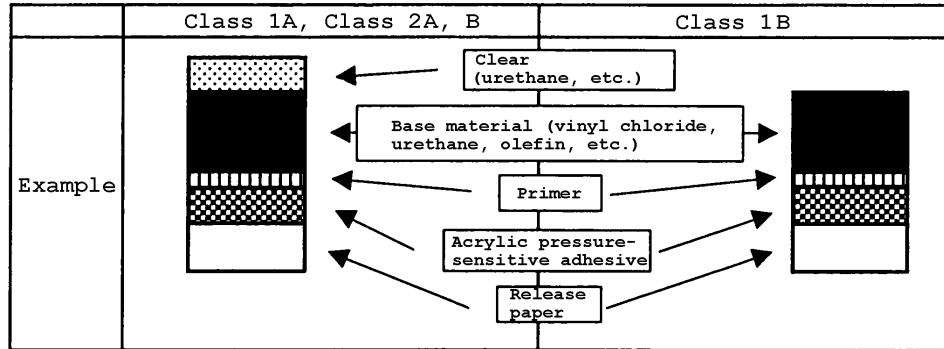 Class 1A, Class 2A, B
Class 1B
Example
Clear
(urethane, etc.)
Base material (vinyl chloride,
urethane, olefin, etc.)
Primer
Acrylic pressure-
sensitive adhesive
Release
paper